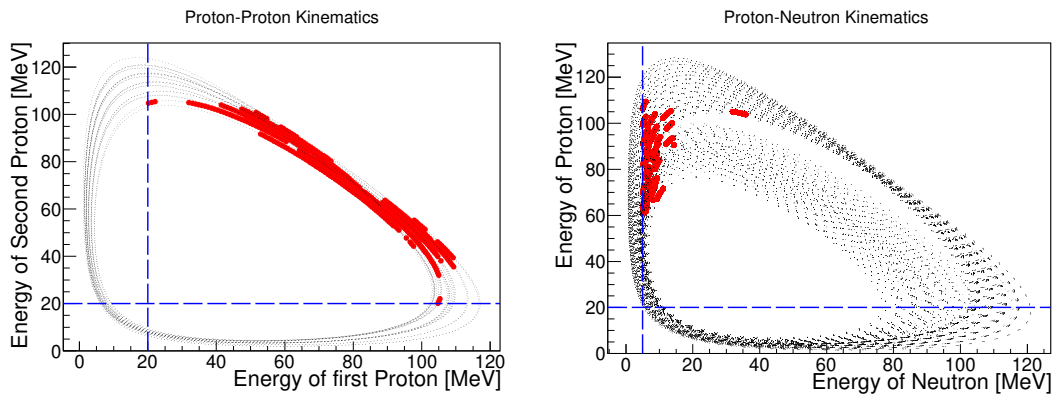 Proton-Proton Kinematics
Energy of Second Proton [MeV]
120
100
80
60
40
20
0
0 20 40 60 80 100 120
Energy of first Proton [MeV]
Proton-Neutron Kinematics
Energy of Proton [MeV]
120
100
80
60
40
20
0
0 20 40 60 80 100 120
Energy of Neutron [MeV]